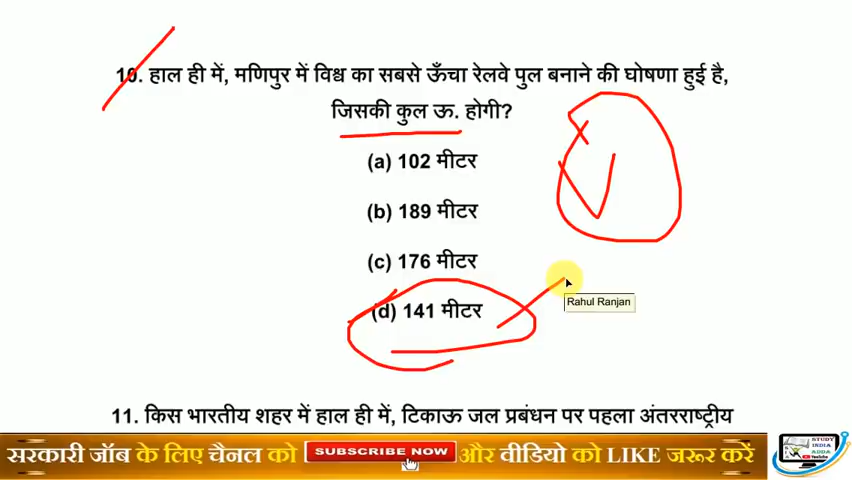 10. हाल ही में, मणिपुर में विश्व का सबसे ऊँचा रेलवे पुल बनाने की घोषणा हुई है,
जिसकी कुल ऊ. होगी?
(a) 102 मीटर
(b) 189 मीटर
(c) 176 मीटर
(d) 141 मीटर
Rahul Ranjan
11. किस भारतीय शहर में हाल ही में, टिकाऊ जल प्रबंधन पर पहला अंतरराष्ट्रीय
सरकारी जॉब के लिए चैनल को SUBSCRIBE NOW और वीडियो को LIKE जरूर करें
STUDY
INDIA
ADDA
YouTube